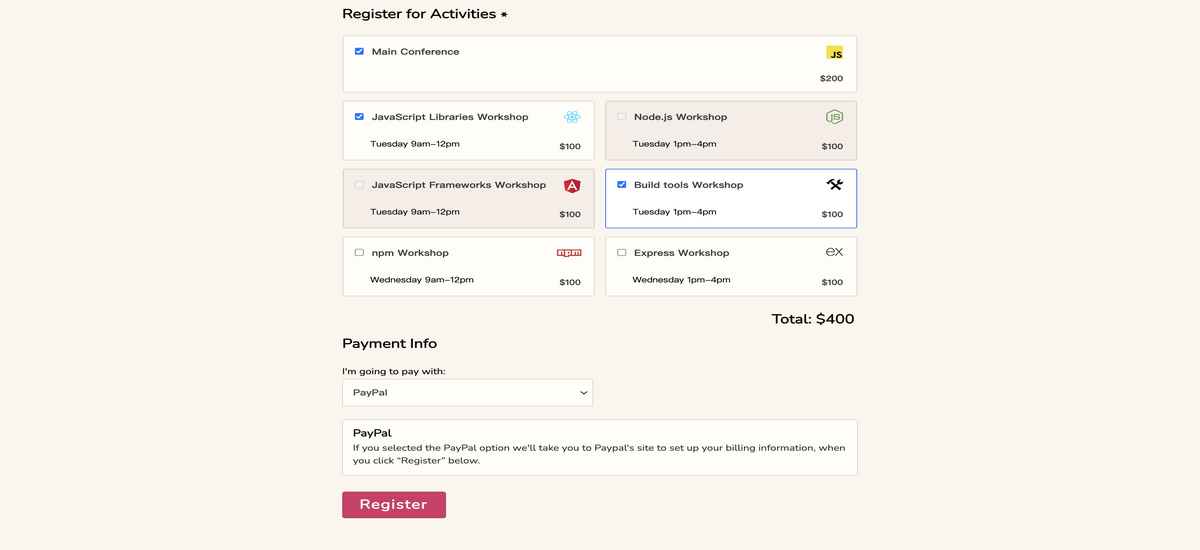 Register for Activities *
Main Conference
JS
$200
JavaScript Libraries Workshop
Tuesday 9am–12pm
$100
Node.js Workshop
JS
Tuesday 1pm–4pm
$100
JavaScript Frameworks Workshop
A
Tuesday 9am–12pm
$100
Build tools Workshop
Tuesday 1pm–4pm
$100
npm Workshop
npm
Wednesday 9am–12pm
$100
Express Workshop
ex
Wednesday 1pm–4pm
$100
Total: $400
Payment Info
I'm going to pay with:
PayPal
PayPal
If you selected the PayPal option we'll take you to Paypal's site to set up your billing information, when
you click “Register” below.
Register